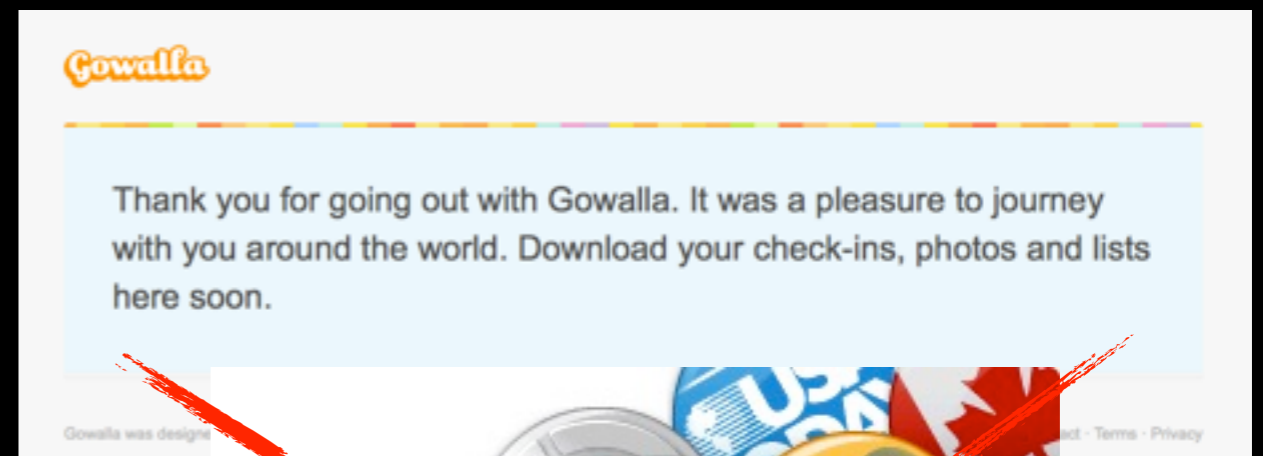 Gowalla
Thank you for going out with Gowalla. It was a pleasure to journey
with you around the world. Download your check-ins, photos and lists
here soon.
Gowalla was designe
· Terms · Privacy